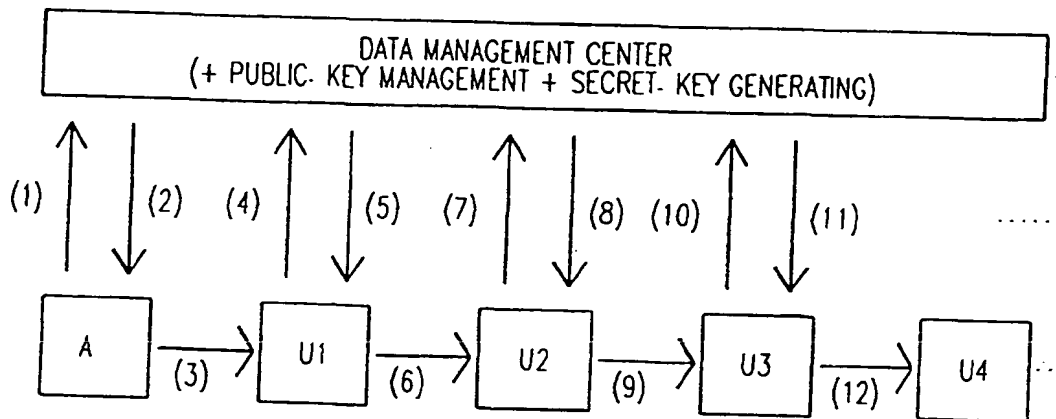 DATA MANAGEMENT CENTER
(+ PUBLIC- KEY MANAGEMENT + SECRET- KEY GENERATING)
(1) (2) (4) (5) (7) (8) (10) (11)
A U1 U2 U3 U4
(3) (6) (9) (12)